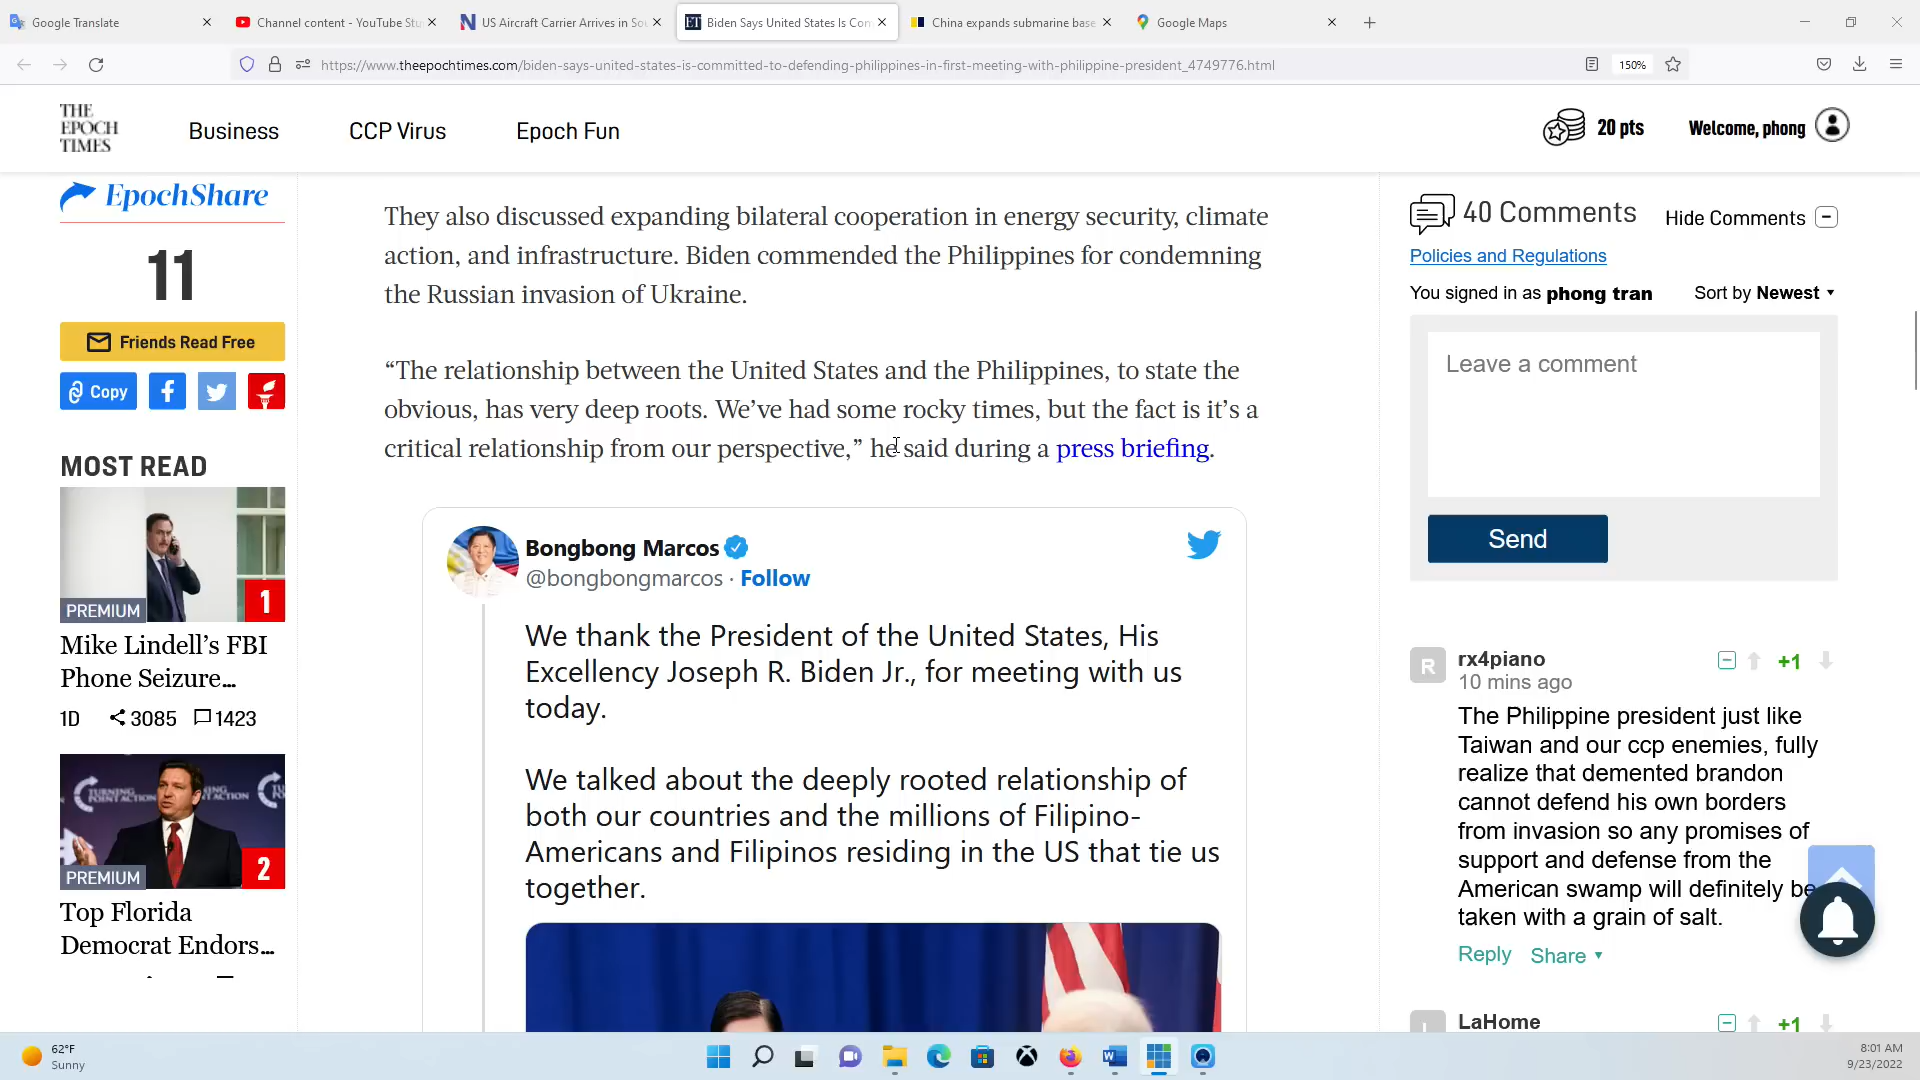 Google Translate
Channel content - YouTube Stu
US Aircraft Carrier Arrives in Sou
Biden Says United States Is Com
China expands submarine base
Google Maps
https://www.theepochtimes.com/biden-says-united-states-is-committed-to-defending-philippines-in-first-meeting-with-philippine-president_4749776.html
150%
THE
EPOCH
TIMES
Business
CCP Virus
Epoch Fun
20 pts
Welcome, phong
EpochShare
11
Friends Read Free
Copy
MOST READ
PREMIUM
1
Mike Lindell’s FBI
Phone Seizure...
1D 3085 1423
TURNING
POINT ACTION
PREMIUM
2
Top Florida
Democrat Endors...
They also discussed expanding bilateral cooperation in energy security, climate
action, and infrastructure. Biden commended the Philippines for condemning
the Russian invasion of Ukraine.
“The relationship between the United States and the Philippines, to state the
obvious, has very deep roots. We’ve had some rocky times, but the fact is it’s a
critical relationship from our perspective,” he said during a press briefing.
Bongbong Marcos
@bongbongmarcos · Follow
We thank the President of the United States, His
Excellency Joseph R. Biden Jr., for meeting with us
today.
We talked about the deeply rooted relationship of
both our countries and the millions of Filipino-
Americans and Filipinos residing in the US that tie us
together.
40 Comments
Hide Comments
Policies and Regulations
You signed in as phong tran
Sort by Newest
Leave a comment
Send
R
rx4piano
+1
10 mins ago
The Philippine president just like
Taiwan and our ccp enemies, fully
realize that demented brandon
cannot defend his own borders
from invasion so any promises of
support and defense from the
American swamp will definitely be
taken with a grain of salt.
Reply
Share
LaHome
+1
62°F
Sunny
8:01 AM
9/23/2022